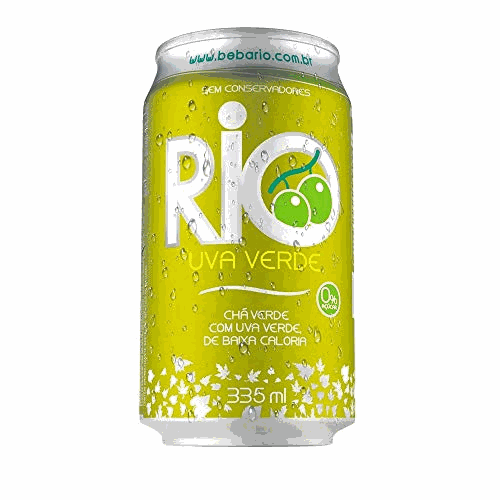 www.bebario.com.br
SEM CONSERVADORES
RIO
UVA VERDE
0%
AÇÚCAR
CHÁ VERDE
COM UVA VERDE,
DE BAIXA CALORIA
335 ml